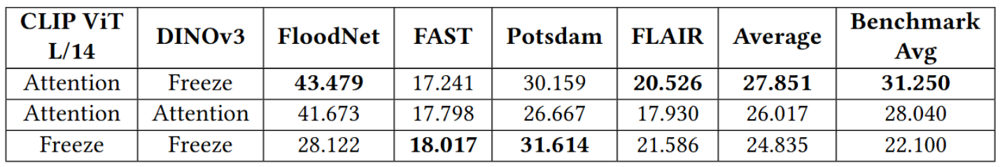 CLIP ViT L/14 DINOv3 FloodNet FAST Potsdam FLAIR Average Benchmark Avg
Attention Freeze 43.479 17.241 30.159 20.526 27.851 31.250
Attention Attention 41.673 17.798 26.667 17.930 26.017 28.040
Freeze Freeze 28.122 18.017 31.614 21.586 24.835 22.100